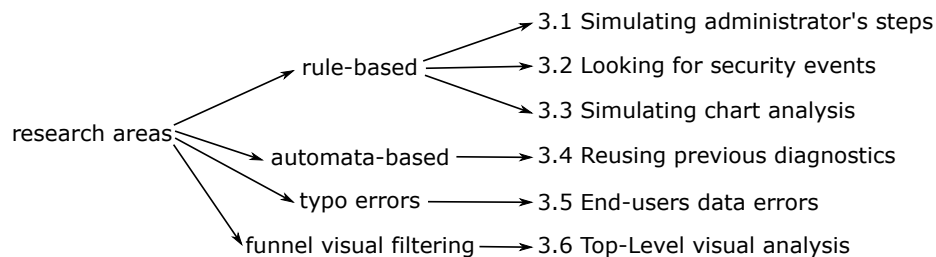 3.1 Simulating administrator's steps
rule-based
3.2 Looking for security events
3.3 Simulating chart analysis
research areas
automata-based
3.4 Reusing previous diagnostics
typo errors
3.5 End-users data errors
funnel visual filtering
3.6 Top-Level visual analysis